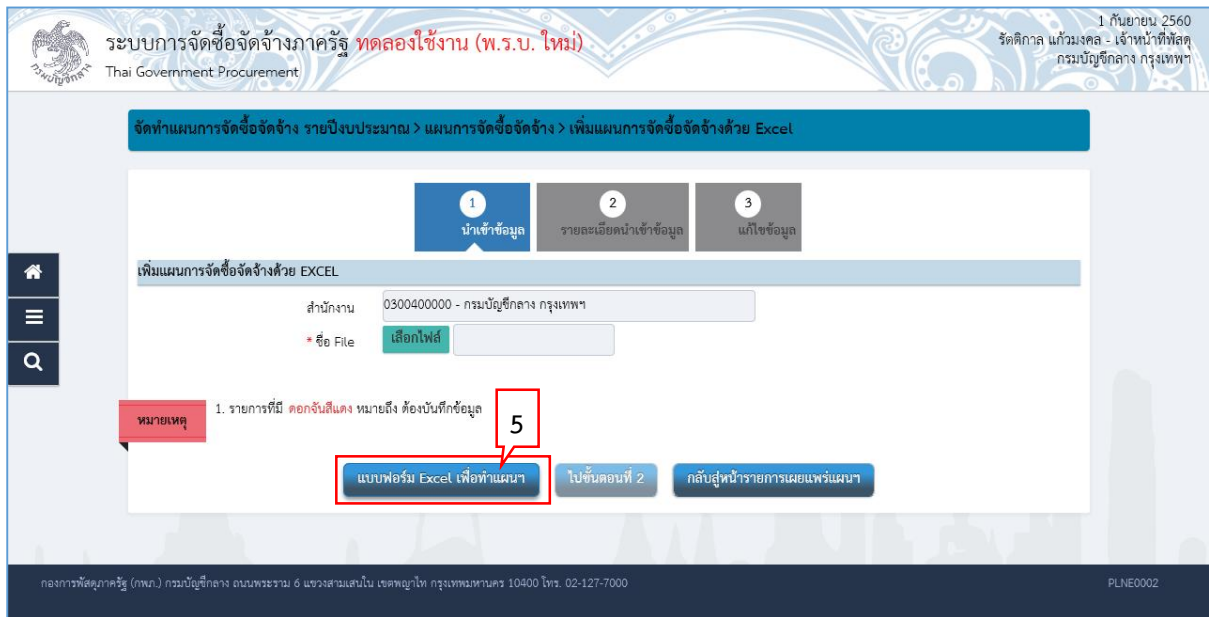 1 กันยายน 2560
ระบบการจัดซื้อจัดจ้างภาครัฐ ทดลองใช้งาน (พ.ร.บ. ใหม่)
รัตติกาล แก้วมงคล - เจ้าหน้าที่พัสดุ
กรมบัญชีกลาง กรุงเทพฯ
Thai Government Procurement
กรมบัญชีกลาง
จัดทำแผนการจัดซื้อจัดจ้าง รายปีงบประมาณ > แผนการจัดซื้อจัดจ้าง > เพิ่มแผนการจัดซื้อจัดจ้างด้วย Excel
1 2 3
นำเข้าข้อมูล รายละเอียดนำเข้าข้อมูล แก้ไขข้อมูล
เพิ่มแผนการจัดซื้อจัดจ้างด้วย EXCEL
สำนักงาน 0300400000 - กรมบัญชีกลาง กรุงเทพฯ
* ชื่อ File เลือกไฟล์
หมายเหตุ 1. รายการที่มี ดอกจันสีแดง หมายถึง ต้องบันทึกข้อมูล
5
แบบฟอร์ม Excel เพื่อทำแผนฯ ไปขั้นตอนที่ 2 กลับสู่หน้ารายการเผยแพร่แผนฯ
กองการพัสดุภาครัฐ (กพภ.) กรมบัญชีกลาง ถนนพระราม 6 แขวงสามเสนใน เขตพญาไท กรุงเทพมหานคร 10400 โทร. 02-127-7000 PLNE0002